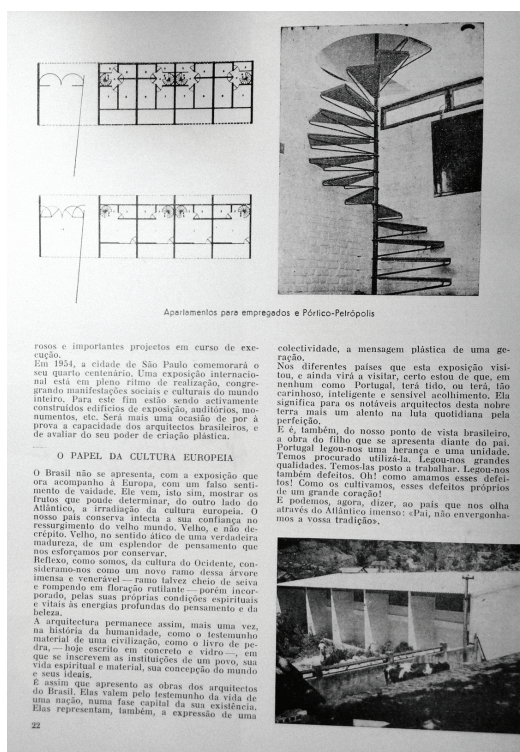 Apartamentos para empregados e Pórtico-Petrópolis
rosos e importantes projectos em curso de exe-
cução.
Em 1954, a cidade de São Paulo comemorará o
seu quarto centenário. Uma exposição internacio-
nal está em pleno ritmo de realização, congre-
grando manifestações sociais e culturais do mundo
inteiro. Para este fim estão sendo activamente
construídos edifícios de exposição, auditórios, mo-
numentos, etc. Será mais uma ocasião de por à
prova a capacidade dos arquitectos brasileiros, e
de avaliar do seu poder de criação plástica.
O PAPEL DA CULTURA EUROPEIA
O Brasil não se apresenta, com a exposição que
ora acompanho à Europa, com um falso senti-
mento de vaidade. Ele vem, isto sim, mostrar os
frutos que poude determinar, do outro lado do
Atlântico, a irradiação da cultura europeia. O
nosso país conserva intecta a sua confiança no
ressurgimento do velho mundo. Velho, e não de-
crépito. Velho, no sentido ático de uma verdadeira
madureza, de um esplendor de pensamento que
nos esforçamos por conservar.
Reflexo, como somos, da cultura do Ocidente, con-
sideramo-nos como um novo ramo dessa árvore
imensa e venerável — ramo talvez cheio de seiva
e rompendo em floração rutilante — porém incor-
porado, pelas suas próprias condições espirituais
e vitais às energias profundas do pensamento e da
beleza.
A arquitectura permanece assim, mais uma vez,
na história da humanidade, como o testemunho
material de uma civilização, como o livro de pe-
dra, — hoje escrito em concreto e vidro —, em
que se inscrevem as instituições de um povo, sua
vida espiritual e material, sua concepção do mundo
e seus ideais.
É assim que apresento as obras dos arquitectos
do Brasil. Elas valem pelo testemunho da vida de
uma nação, numa fase capital da sua existência.
Elas representam, também, a expressão de uma
22
colectividade, a mensagem plástica de uma ge-
ração.
Nos diferentes países que esta exposição visi-
tou, e ainda virá a visitar, certo estou de que, em
nenhum como Portugal, terá tido, ou terá, tão
carinhoso, inteligente e sensível acolhimento. Ela
significa para os notáveis arquitectos desta nobre
terra mais um alento na luta quotidiana pela
perfeição.
E é, também, do nosso ponto de vista brasileiro,
a obra do filho que se apresenta diante do pai.
Portugal legou-nos uma herança e uma unidade.
Temos procurado utilizá-la. Legou-nos grandes
qualidades. Temos-las posto a trabalhar. Legou-nos
também defeitos. Oh! como amamos esses defei-
tos! Como os cultivamos, esses defeitos próprios
de um grande coração!
E podemos, agora, dizer, ao país que nos olha
através do Atlântico imenso: «Pai, não envergonha-
mos a vossa tradição».